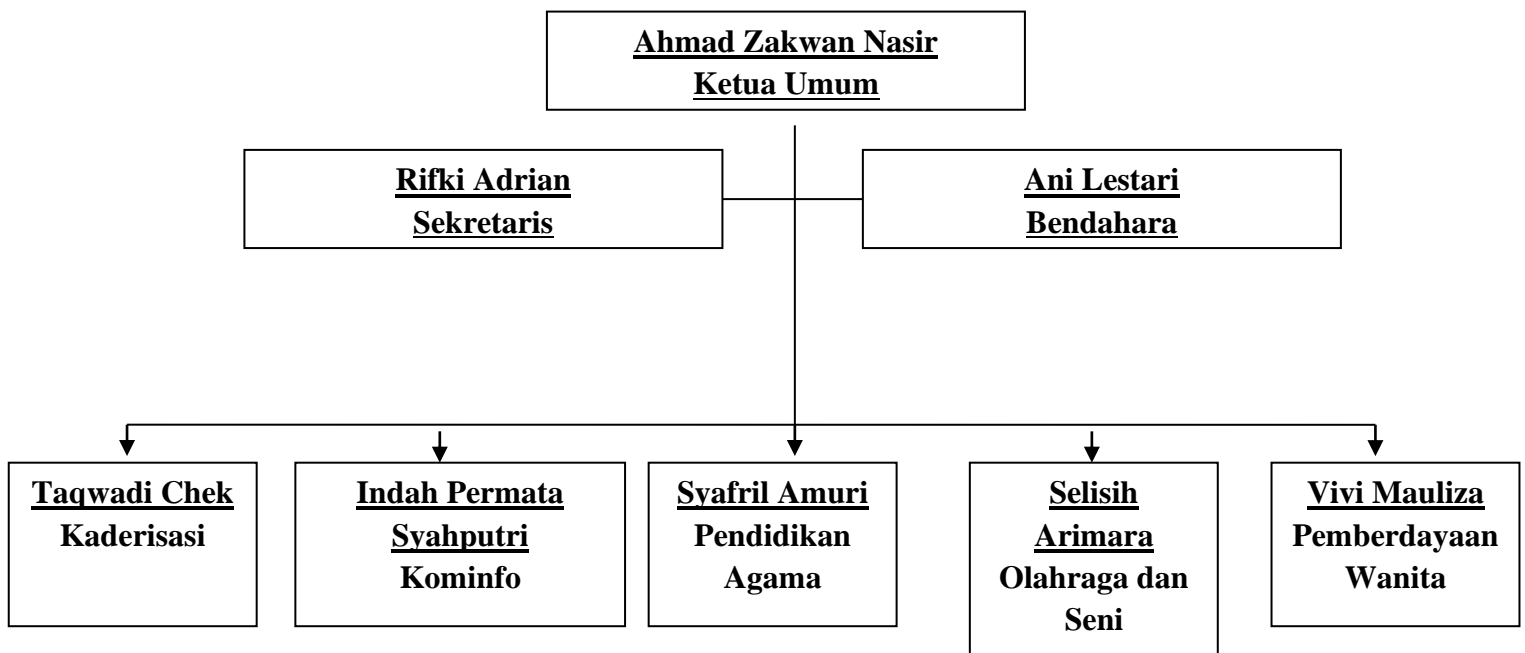 Ahmad Zakwan Nasir
Ketua Umum
Rifki Adrian
Sekretaris
Ani Lestari
Bendahara
Taqwadi Chek
Kaderisasi
Indah Permata
Syahputri
Kominfo
Syafril Amuri
Pendidikan
Agama
Selisih
Arimara
Olahraga dan
Seni
Vivi Mauliza
Pemberdayaan
Wanita